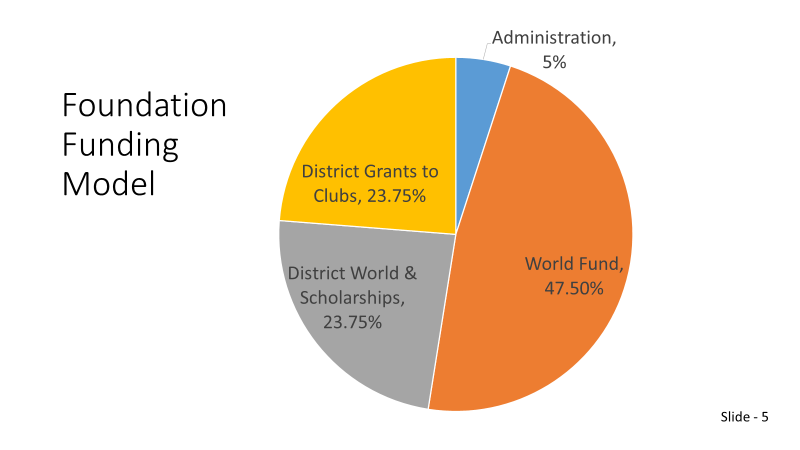 Foundation
Funding
Model
Administration,
5%
District Grants to
Clubs, 23.75%
World Fund,
47.50%
District World &
Scholarships,
23.75%
Slide - 5